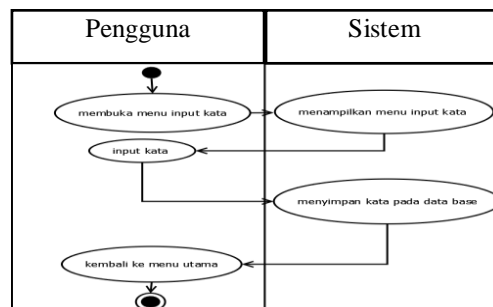 Pengguna
Sistem
membuka menu input kata
menampilkan menu input kata
input kata
menyimpan kata pada data base
kembali ke menu utama